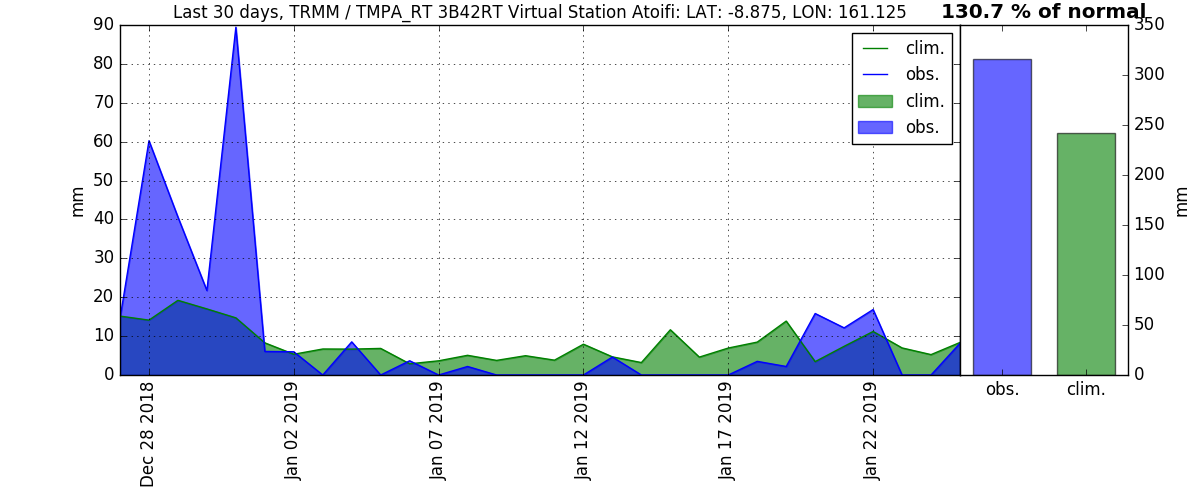 Last 30 days, TRMM / TMPA_RT 3B42RT Virtual Station Atoifi: LAT: -8.875, LON: 161.125
130.7 % of normal
90
80
70
60
50
40
30
20
10
0
mm
clim.
obs.
clim.
obs.
Dec 28 2018
Jan 02 2019
Jan 07 2019
Jan 12 2019
Jan 17 2019
Jan 22 2019
350
300
250
200
150
100
50
0
mm
obs.
clim.